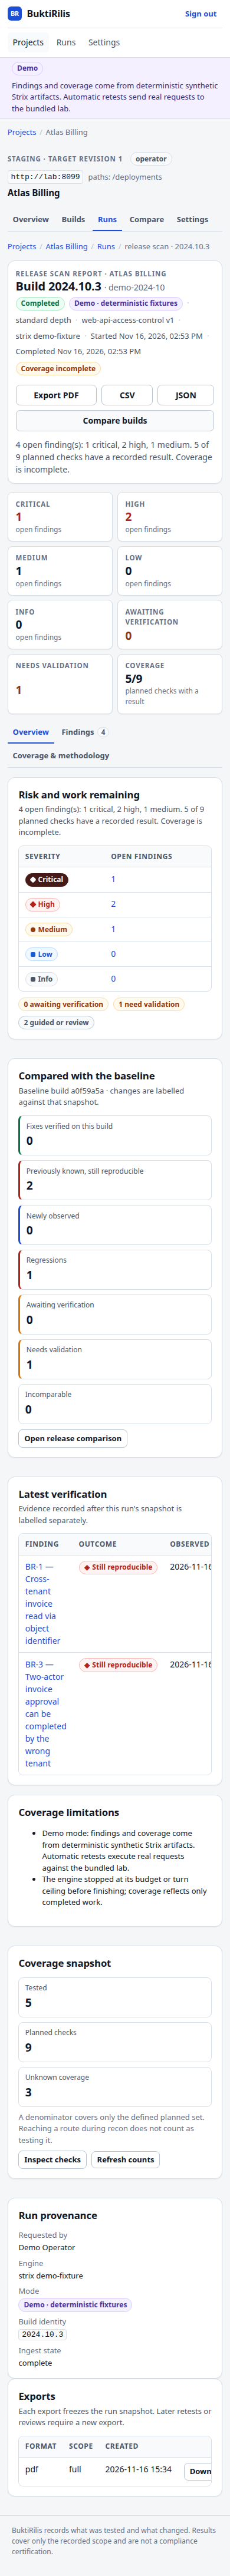 BR BuktiRilis Sign out
Projects Runs Settings
Demo
Findings and coverage come from deterministic synthetic
Strix artifacts. Automatic retests send real requests to
the bundled lab.
Projects / Atlas Billing
STAGING · TARGET REVISION 1 operator
http://lab:8099 paths: /deployments
Atlas Billing
Overview Builds Runs Compare Settings
Projects / Atlas Billing / Runs / release scan · 2024.10.3
RELEASE SCAN REPORT · ATLAS BILLING
Build 2024.10.3 · demo-2024-10
Completed Demo · deterministic fixtures ·
standard depth · web-api-access-control v1 ·
strix demo-fixture · Started Nov 16, 2026, 02:53 PM ·
Completed Nov 16, 2026, 02:53 PM
Coverage incomplete
Export PDF CSV JSON
Compare builds
4 open finding(s): 1 critical, 2 high, 1 medium. 5 of
9 planned checks have a recorded result. Coverage
is incomplete.
CRITICAL
1
open findings
HIGH
2
open findings
MEDIUM
1
open findings
LOW
0
open findings
INFO
0
open findings
AWAITING
VERIFICATION
0
NEEDS VALIDATION
1
COVERAGE
5/9
planned checks with a
result
Overview Findings 4
Coverage & methodology
Risk and work remaining
4 open finding(s): 1 critical, 2 high, 1 medium. 5 of 9
planned checks have a recorded result. Coverage is
incomplete.
SEVERITY OPEN FINDINGS
Critical 1
High 2
Medium 1
Low 0
Info 0
0 awaiting verification 1 need validation
2 guided or review
Compared with the baseline
Baseline build a0f59a5a · changes are labelled
against that snapshot.
Fixes verified on this build
0
Previously known, still reproducible
2
Newly observed
0
Regressions
1
Awaiting verification
0
Needs validation
1
Incomparable
0
Open release comparison
Latest verification
Evidence recorded after this run's snapshot is
labelled separately.
FINDING OUTCOME OBSERVED
BR-1 — Still reproducible 2026-11-16
Cross-
tenant
invoice
read via
object
identifier
BR-3 — Still reproducible 2026-11-16
Two-actor
invoice
approval
can be
completed
by the
wrong
tenant
Coverage limitations
Demo mode: findings and coverage come
from deterministic synthetic Strix artifacts.
Automatic retests execute real requests
against the bundled lab.
The engine stopped at its budget or turn
ceiling before finishing; coverage reflects only
completed work.
Coverage snapshot
Tested
5
Planned checks
9
Unknown coverage
3
A denominator covers only the defined planned set.
Reaching a route during recon does not count as
testing it.
Inspect checks Refresh counts
Run provenance
Requested by
Demo Operator
Engine
strix demo-fixture
Mode
Demo · deterministic fixtures
Build identity
2024.10.3
Ingest state
complete
Exports
Each export freezes the run snapshot. Later retests or
reviews require a new export.
FORMAT SCOPE CREATED
pdf full 2026-11-16 15:34 Down
BuktiRilis records what was tested and what changed. Results
cover only the recorded scope and are not a compliance
certification.